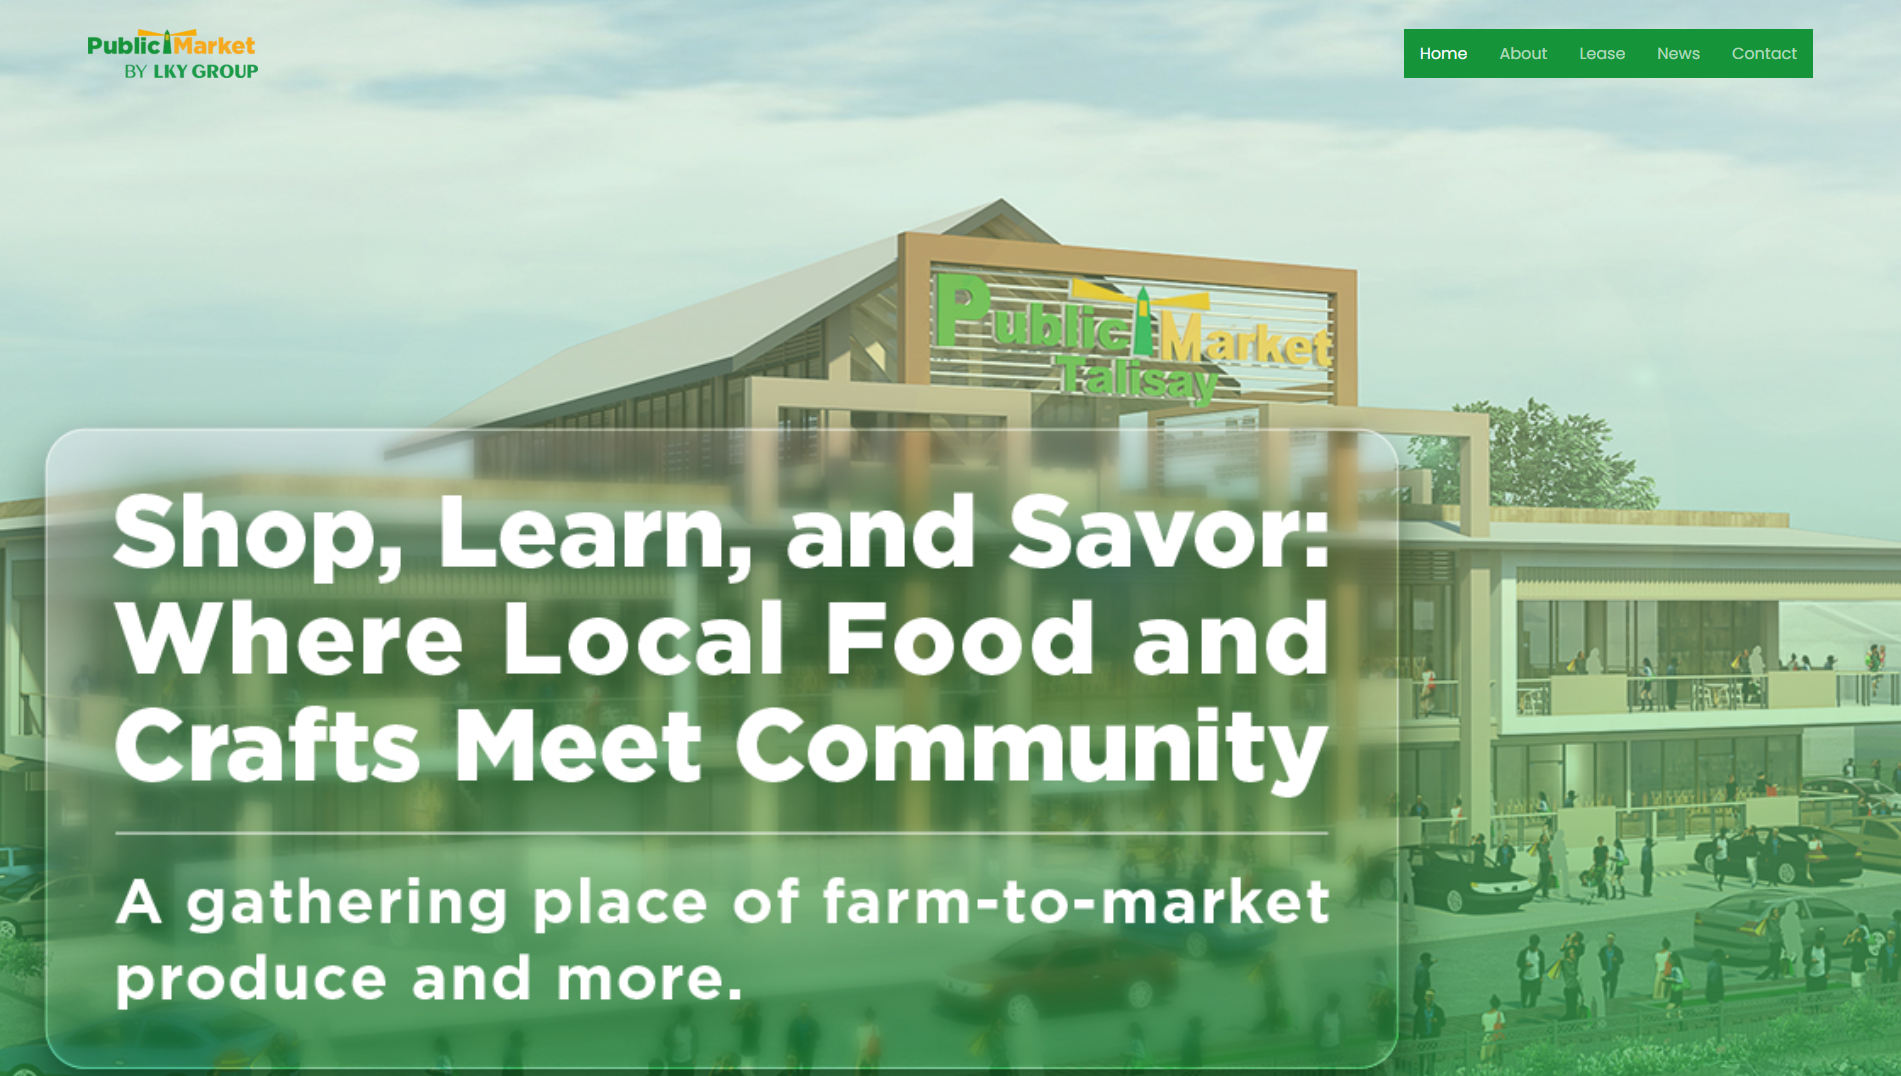 Public Market
BY LKY GROUP
Home About Lease News Contact
Public Market
Talisay
Shop, Learn, and Savor:
Where Local Food and
Crafts Meet Community
A gathering place of farm-to-market
produce and more.